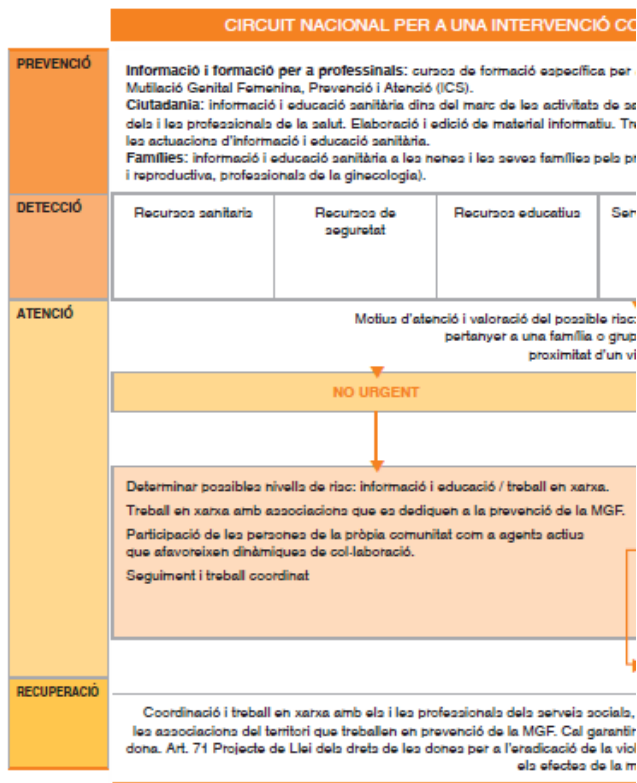 CIRCUIT NACIONAL PER A UNA INTERVENCIÓ CO
PREVENCIÓ
Informació i formació per a professinals: cursos de formació específica per
Mutilació Genital Femenina, Prevenció i Atenció (ICS).
Ciutadania: informació i educació sanitària dins del marc de les activitats de sa
dels i les professionals de la salut. Elaboració i edició de material informatiu. Tre
les actuacions d'informació i educació sanitària.
Famílies: informació i educació sanitària a les nenes i les seves famílies pels pr
i reproductiva, professionals de la ginecologia).
DETECCIÓ
Recursos sanitaris
Recursos de
seguretat
Recursos educatius
Serv
ATENCIÓ
Motius d'atenció i valoració del possible risc:
pertanyer a una família o grup
proximitat d'un vi
NO URGENT
Determinar possibles nivells de risc: informació i educació / treball en xarxa.
Treball en xarxa amb associacions que es dediquen a la prevenció de la MGF.
Participació de les persones de la pròpia comunitat com a agents actius
que afavoreixen dinàmiques de col·laboració.
Seguiment i treball coordinat
RECUPERACIÓ
Coordinació i treball en xarxa amb els i les professionals dels serveis socials,
les associacions del territori que treballen en prevenció de la MGF. Cal garantir
dona. Art. 71 Projecte de Llei dels drets de les dones per a l'eradicació de la viol
els efectes de la m